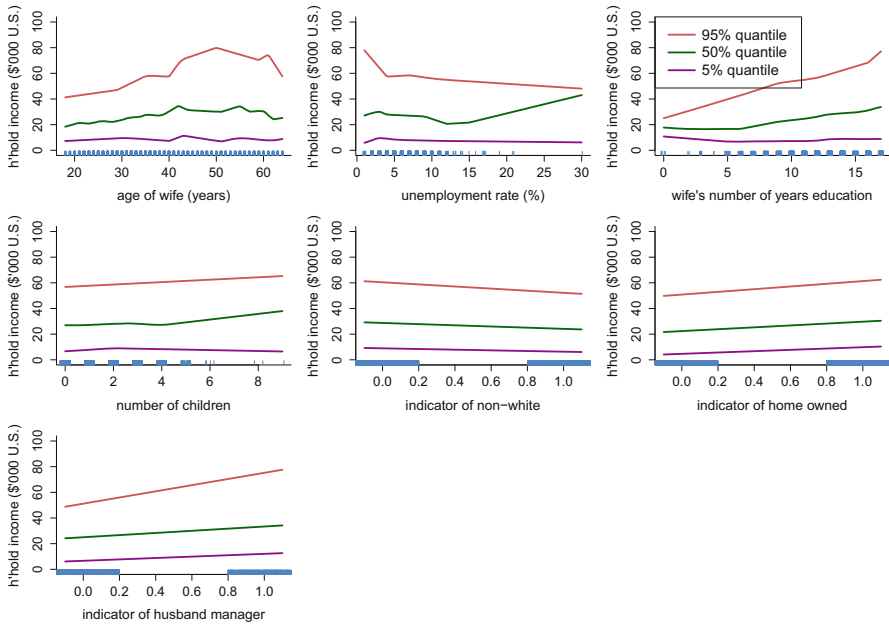 h'hold income ($'000 U.S.)
0 20 40 60 80 100
20 30 40 50 60
age of wife (years)
h'hold income ($'000 U.S.)
0 20 40 60 80 100
0 5 10 15 20 25 30
unemployment rate (%)
h'hold income ($'000 U.S.)
0 20 40 60 80 100
95% quantile
50% quantile
5% quantile
0 5 10 15
wife's number of years education
h'hold income ($'000 U.S.)
0 20 40 60 80 100
0 2 4 6 8
number of children
h'hold income ($'000 U.S.)
0 20 40 60 80 100
0.0 0.2 0.4 0.6 0.8 1.0
indicator of non−white
h'hold income ($'000 U.S.)
0 20 40 60 80 100
0.0 0.2 0.4 0.6 0.8 1.0
indicator of home owned
h'hold income ($'000 U.S.)
0 20 40 60 80 100
0.0 0.2 0.4 0.6 0.8 1.0
indicator of husband manager